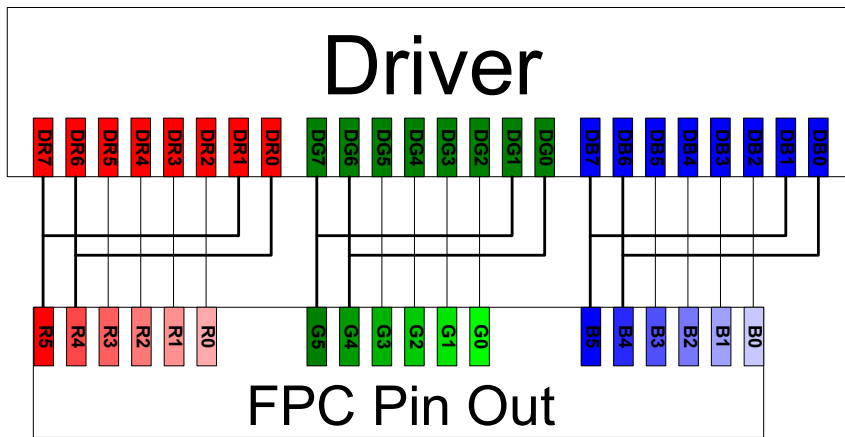 Driver
DR7 DR6 DR5 DR4 DR3 DR2 DR1 DR0 DG7 DG6 DG5 DG4 DG3 DG2 DG1 DG0 DB7 DB6 DB5 DB4 DB3 DB2 DB1 DB0
R5 R4 R3 R2 R1 R0 G5 G4 G3 G2 G1 G0 B5 B4 B3 B2 B1 B0
FPC Pin Out